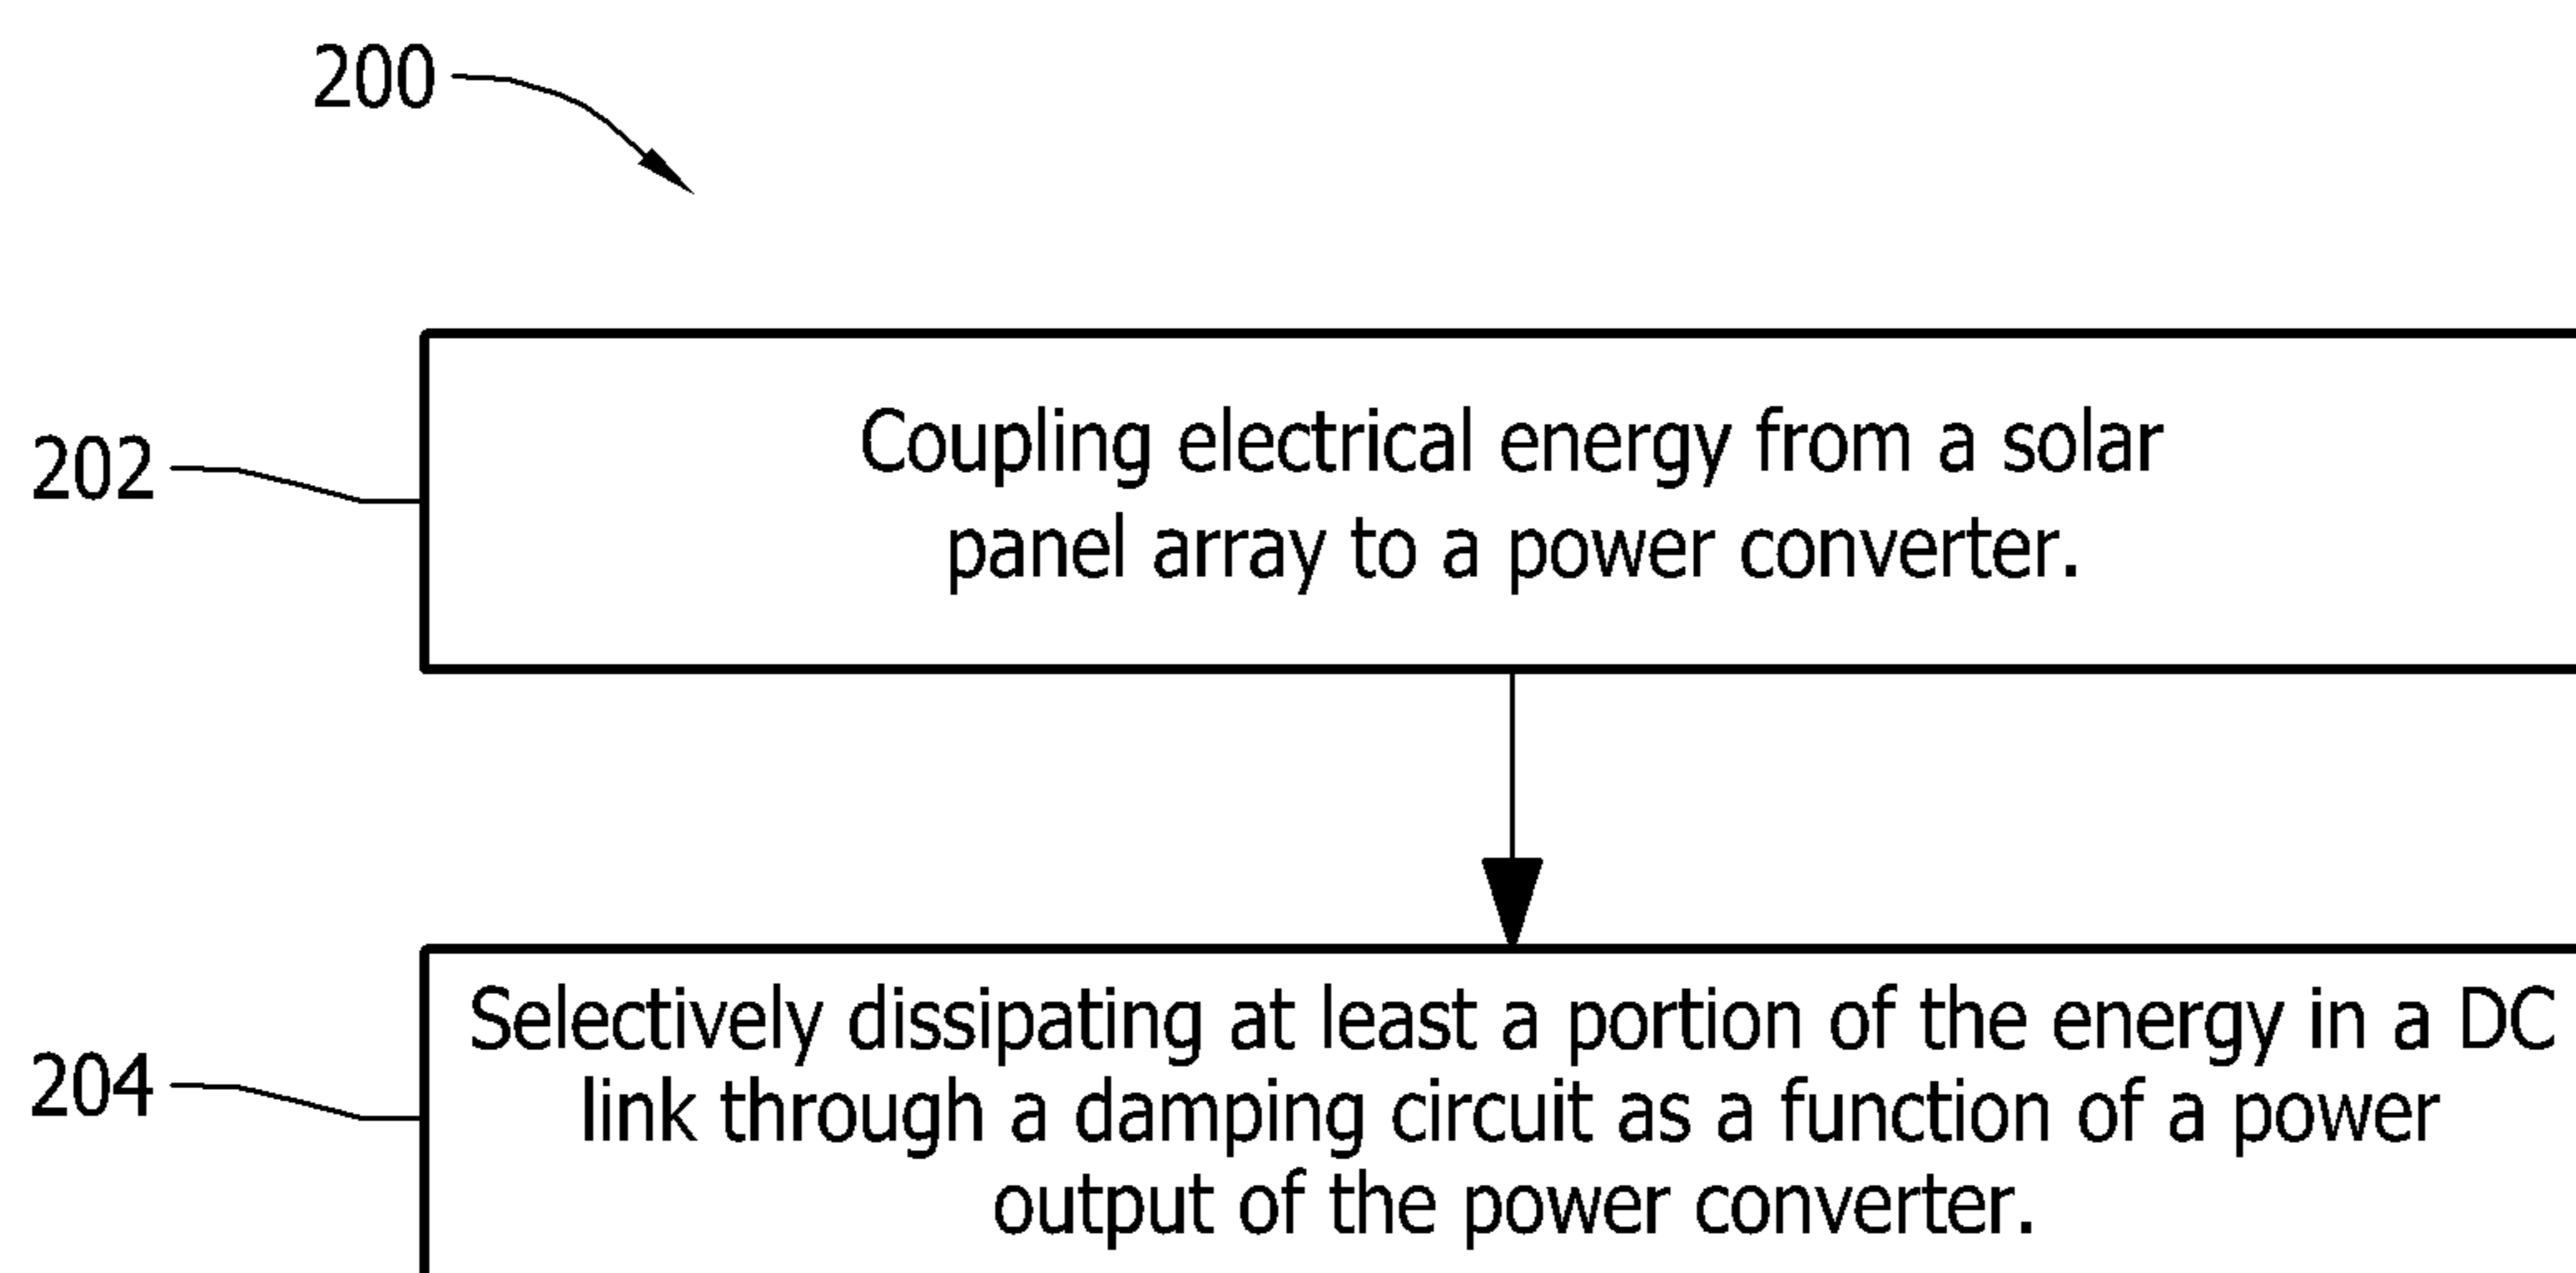 200
202
Coupling electrical energy from a solar
panel array to a power converter.
204
Selectively dissipating at least a portion of the energy in a DC
link through a damping circuit as a function of a power
output of the power converter.